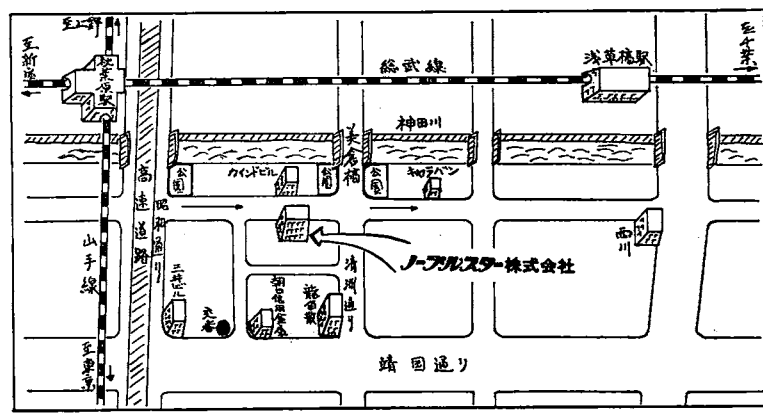 至上野
至新宿
秋葉原駅
総武線
浅草橋駅
至千葉
神田川
美倉橋
公園
カインドビル
公園
公園
キャラバン
高速道路
昭和通り
山手線
西川
ノーブルスター株式会社
三井ビル
交番
朝日信用金庫
龍角散
清洲通り
靖国通り
至東京